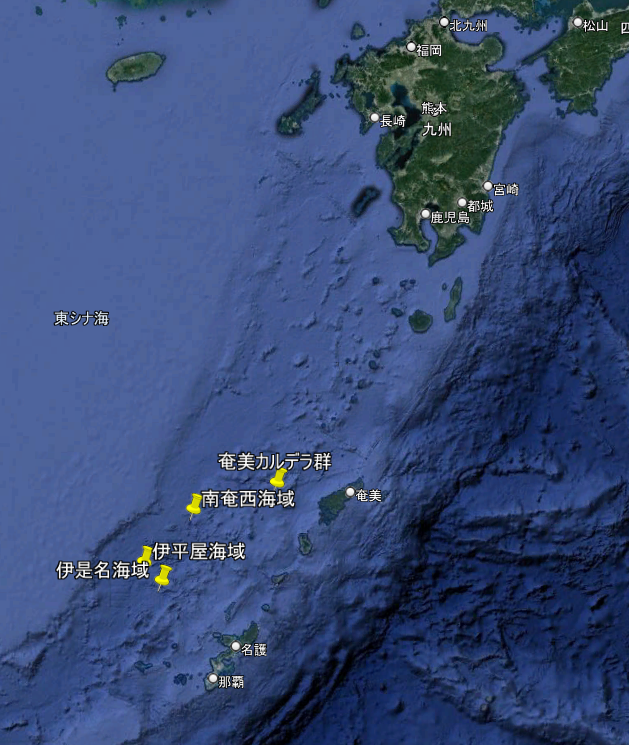 北九州
松山
四
福岡
熊本
長崎
九州
宮崎
都城
鹿児島
東シナ海
奄美カルデラ群
奄美
南奄西海域
伊平屋海域
伊是名海域
名護
那覇